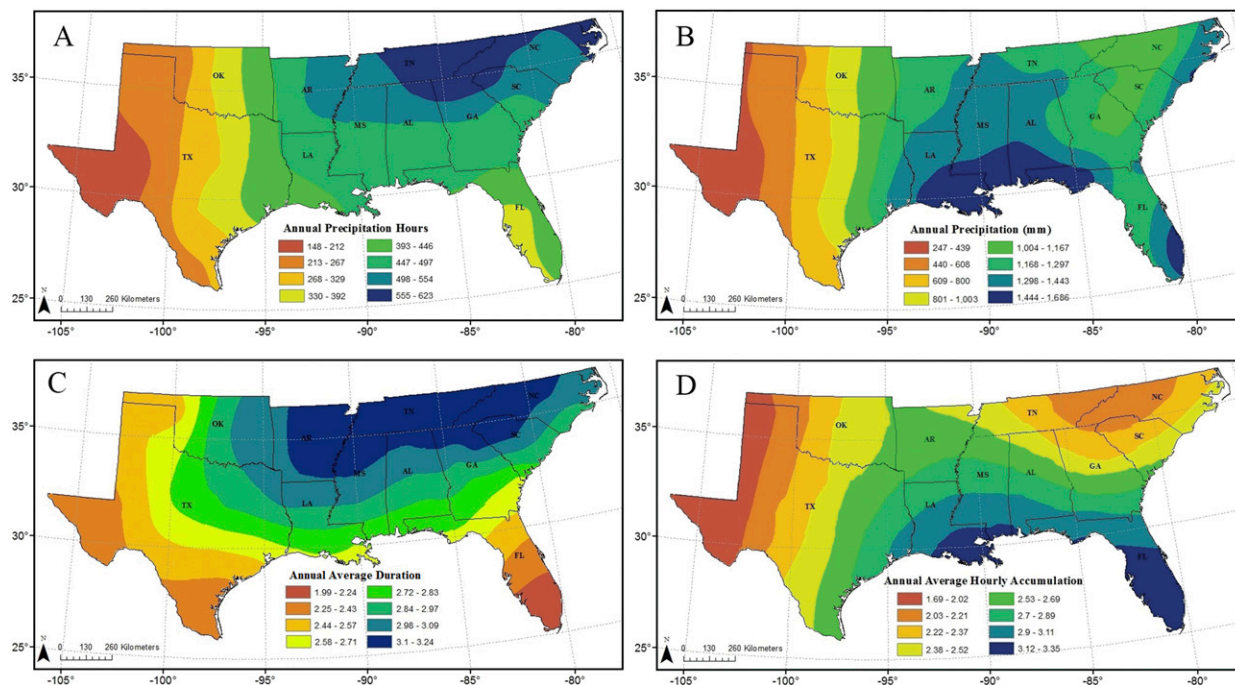 A
35°
30°
25°
OK
TX
AR
LA
MS
TN
AL
GA
NC
SC
FL
Annual Precipitation Hours
148 - 212
213 - 267
268 - 329
330 - 392
393 - 446
447 - 497
498 - 554
555 - 623
N
0 130 260 Kilometers
-105° -100° -95° -90° -85° -80°
B
35°
30°
25°
OK
TX
AR
LA
MS
TN
AL
GA
NC
SC
FL
Annual Precipitation (mm)
247 - 439
440 - 608
609 - 800
801 - 1,003
1,004 - 1,167
1,168 - 1,297
1,298 - 1,443
1,444 - 1,686
N
0 130 260 Kilometers
-105° -100° -95° -90° -85° -80°
C
35°
30°
25°
OK
TX
AR
LA
MS
TN
AL
GA
NC
SC
FL
Annual Average Duration
1.99 - 2.24
2.25 - 2.43
2.44 - 2.57
2.58 - 2.71
2.72 - 2.83
2.84 - 2.97
2.98 - 3.09
3.1 - 3.24
N
0 130 260 Kilometers
-105° -100° -95° -90° -85° -80°
D
35°
30°
25°
OK
TX
AR
LA
MS
TN
AL
GA
NC
SC
FL
Annual Average Hourly Accumulation
1.69 - 2.02
2.03 - 2.21
2.22 - 2.37
2.38 - 2.52
2.53 - 2.69
2.7 - 2.89
2.9 - 3.11
3.12 - 3.35
N
0 130 260 Kilometers
-105° -100° -95° -90° -85° -80°